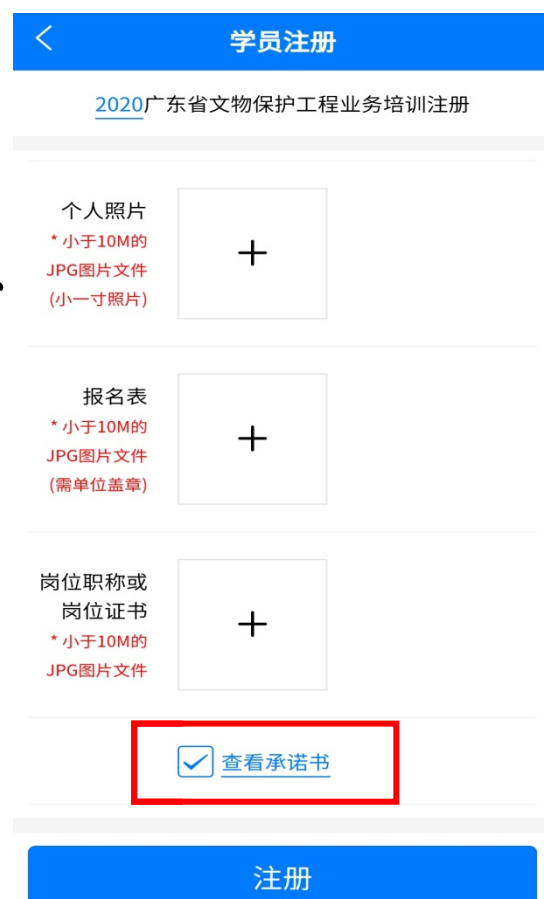 学员注册
2020广东省文物保护工程业务培训注册
个人照片
* 小于10M的
JPG图片文件
(小一寸照片)
报名表
* 小于10M的
JPG图片文件
(需单位盖章)
岗位职称或
岗位证书
* 小于10M的
JPG图片文件
查看承诺书
注册